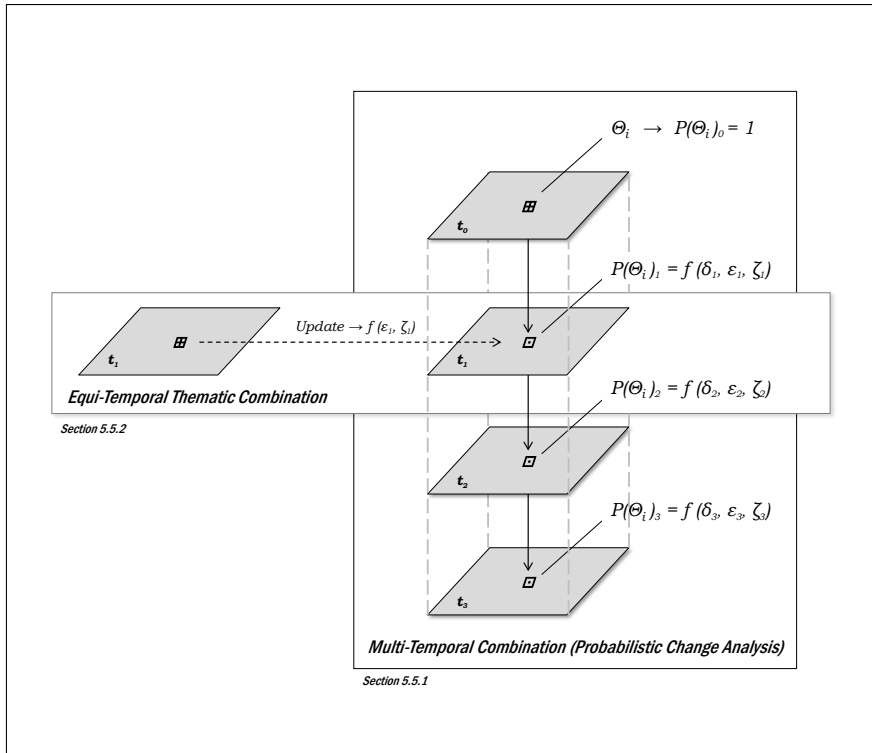 Θᵢ → P(Θᵢ)₀ = 1
t₀
P(Θᵢ)₁ = f (δ₁, ε₁, ζ₁)
Update → f (ε₁, ζ₁)
t₁
t₁
Equi-Temporal Thematic Combination
P(Θᵢ)₂ = f (δ₂, ε₂, ζ₂)
Section 5.5.2
t₂
P(Θᵢ)₃ = f (δ₃, ε₃, ζ₃)
t₃
Multi-Temporal Combination (Probabilistic Change Analysis)
Section 5.5.1